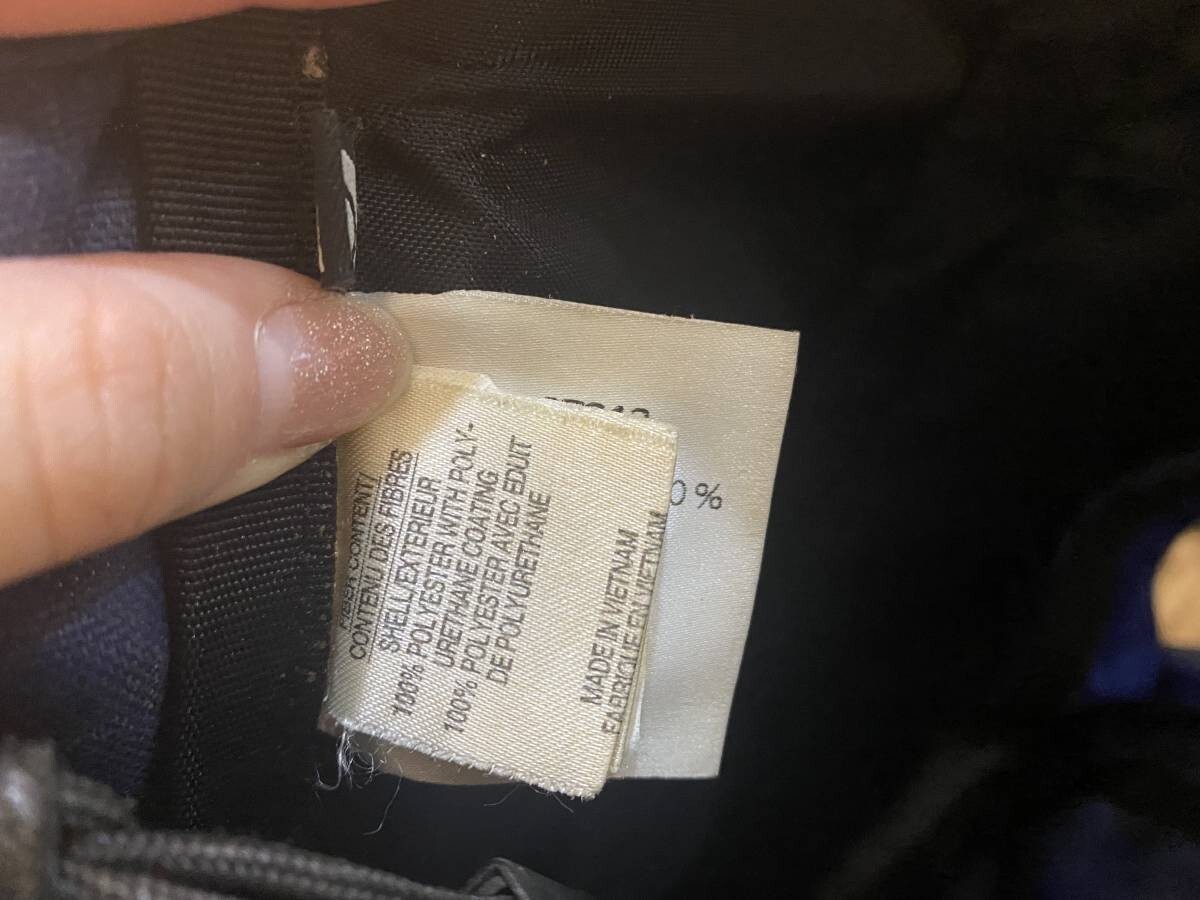 FIBER CONTENT/
CONTENU DES FIBRES
SHELL/EXTERIEUR
100% POLYESTER WITH POLY-
URETHANE COATING
100% POLYESTER AVEC EDUIT
DE POLYURETHANE
MADE IN VIETNAM
FABRIQUE EN VIETNAM
0%